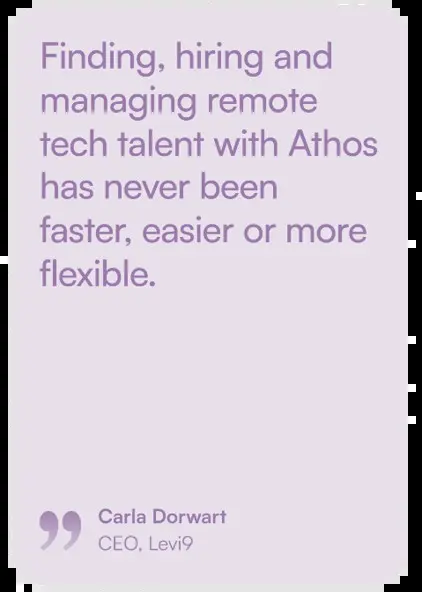 Finding, hiring and
managing remote
tech talent with Athos
has never been
faster, easier or more
flexible.
Carla Dorwart
CEO, Levi9